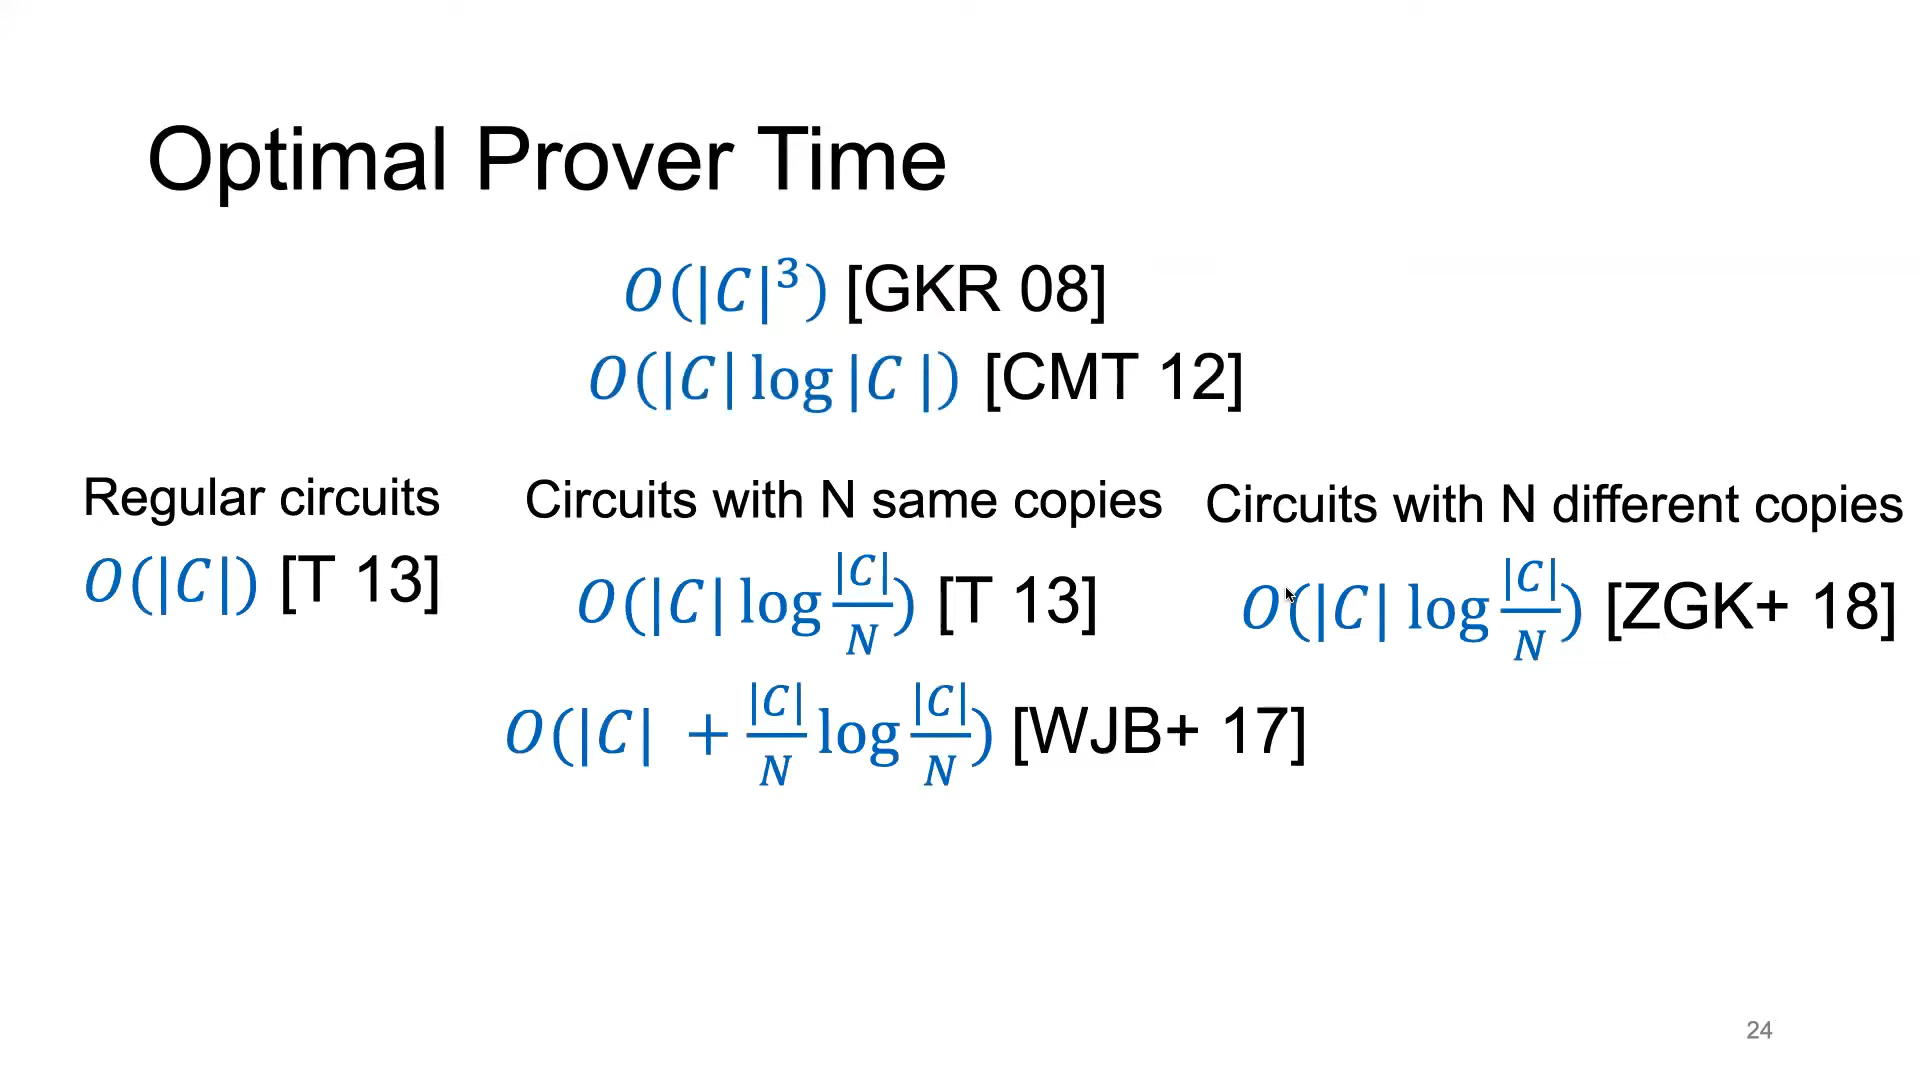 Optimal Prover Time
O(|C|³) [GKR 08]
O(|C| log |C |) [CMT 12]
Regular circuits
O(|C|) [T 13]
Circuits with N same copies
O(|C| log |C|/N) [T 13]
O(|C| + |C|/N log |C|/N) [WJB+ 17]
Circuits with N different copies
O(|C| log |C|/N) [ZGK+ 18]
24